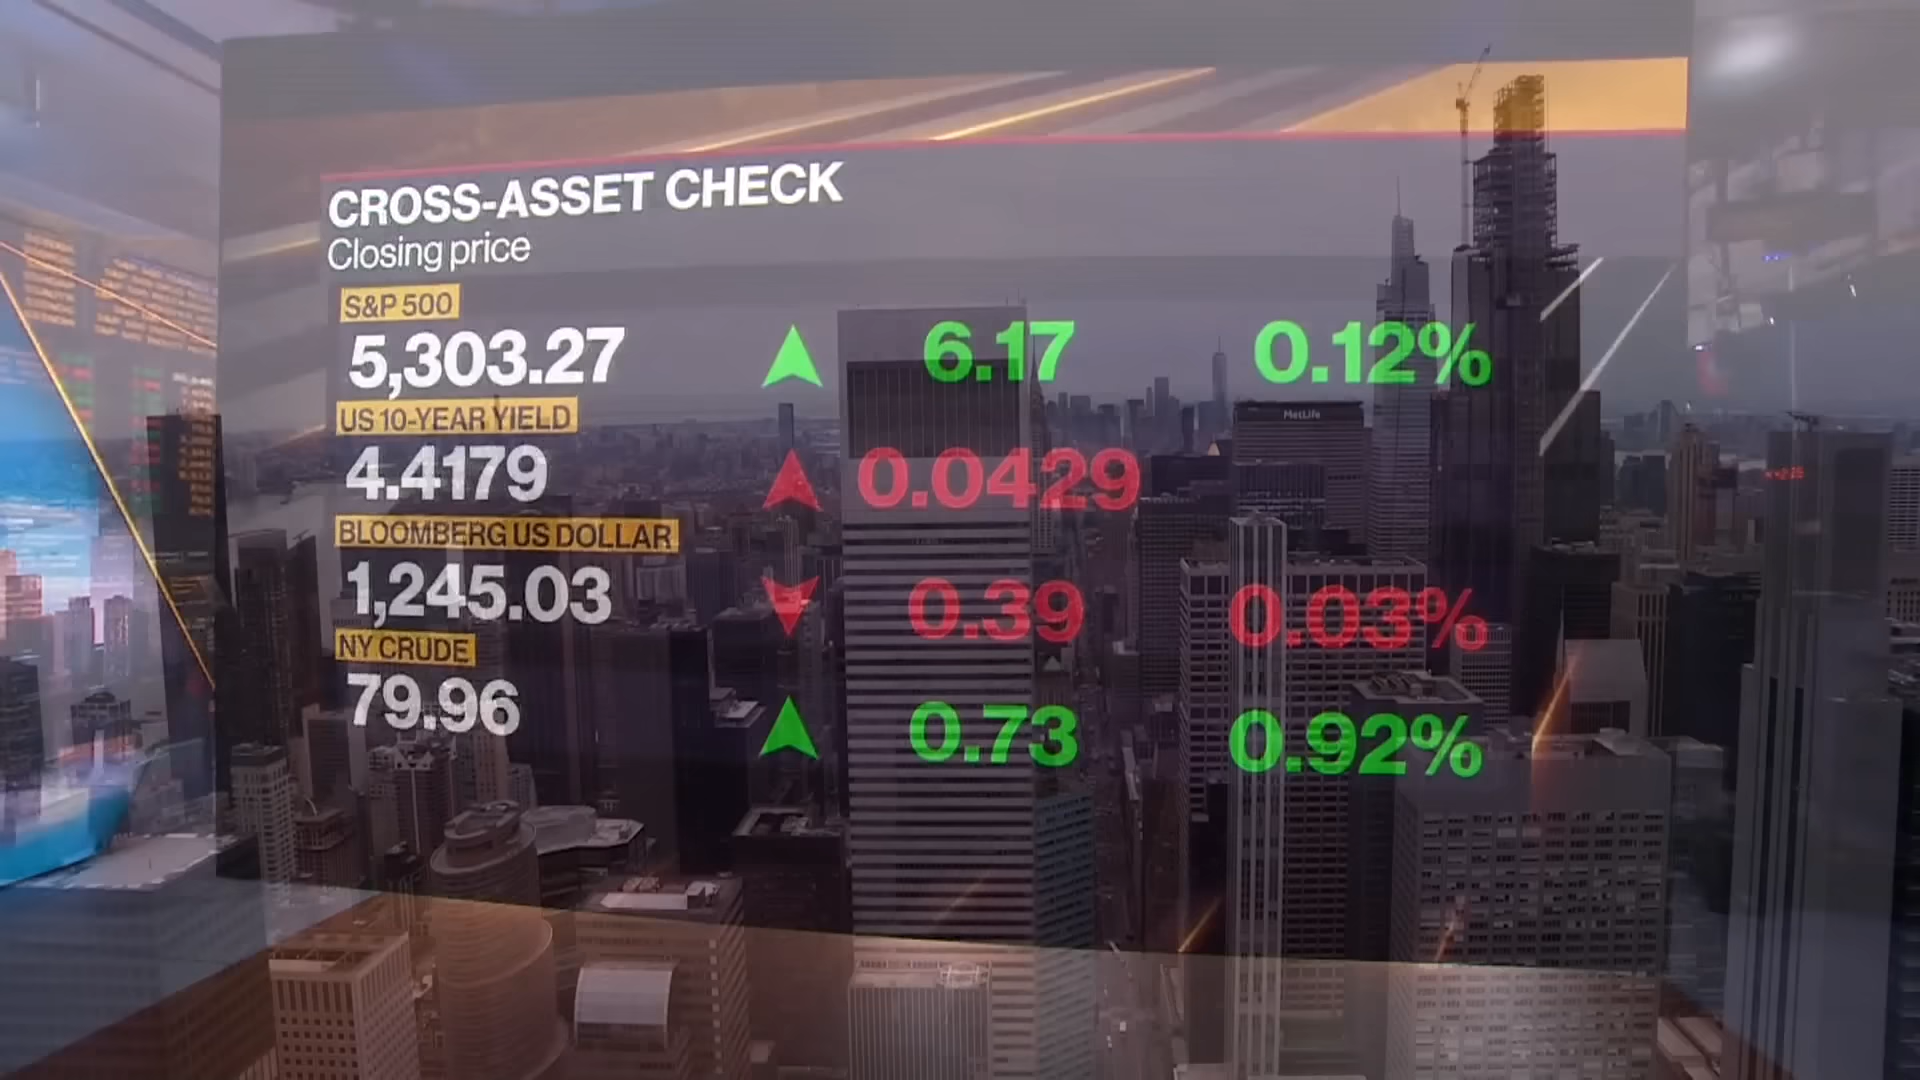 CROSS-ASSET CHECK
Closing price
S&P 500
5,303.27 ▲ 6.17 0.12%
US 10-YEAR YIELD
4.4179 ▲ 0.0429
BLOOMBERG US DOLLAR
1,245.03 ▼ 0.39 0.03%
NY CRUDE
79.96 ▲ 0.73 0.92%
MetLife